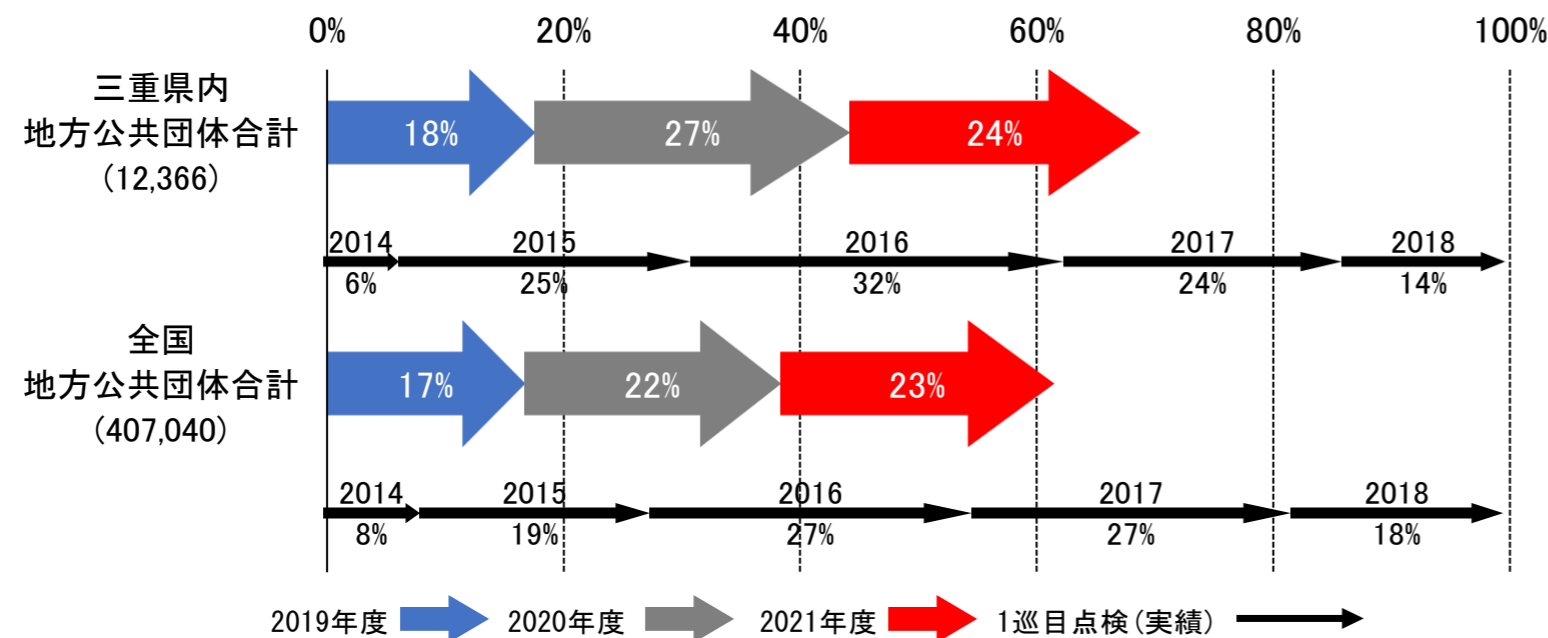 0% 20% 40% 60% 80% 100%
三重県内
地方公共団体合計
(12,366)
18% 27% 24%
2014 2015 2016 2017 2018
6% 25% 32% 24% 14%
全国
地方公共団体合計
(407,040)
17% 22% 23%
2014 2015 2016 2017 2018
8% 19% 27% 27% 18%
2019年度 2020年度 2021年度 1巡目点検(実績)